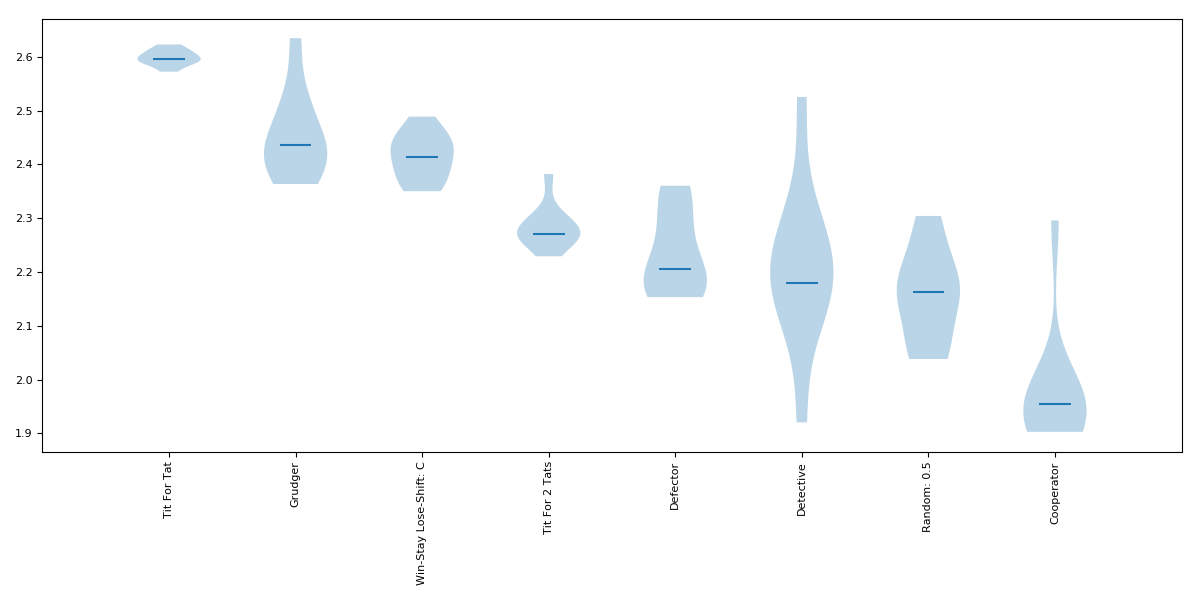 2.6
2.5
2.4
2.3
2.2
2.1
2.0
1.9
Tit For Tat
Grudger
Win-Stay Lose-Shift: C
Tit For 2 Tats
Defector
Detective
Random: 0.5
Cooperator